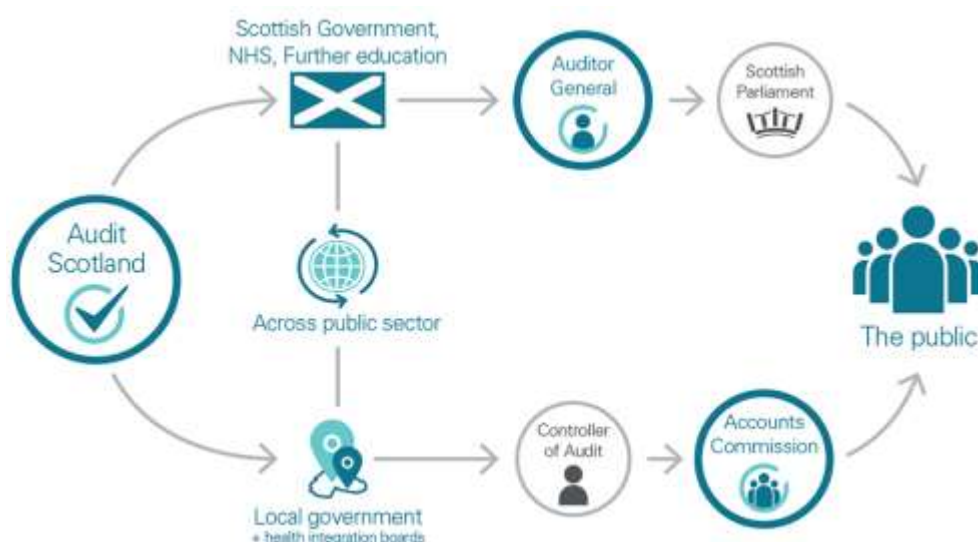 Scottish Government,
NHS, Further education
Auditor
General
Scottish
Parliament
Audit
Scotland
Across public sector
The public
Controller
of Audit
Accounts
Commission
Local government
+ health integration boards